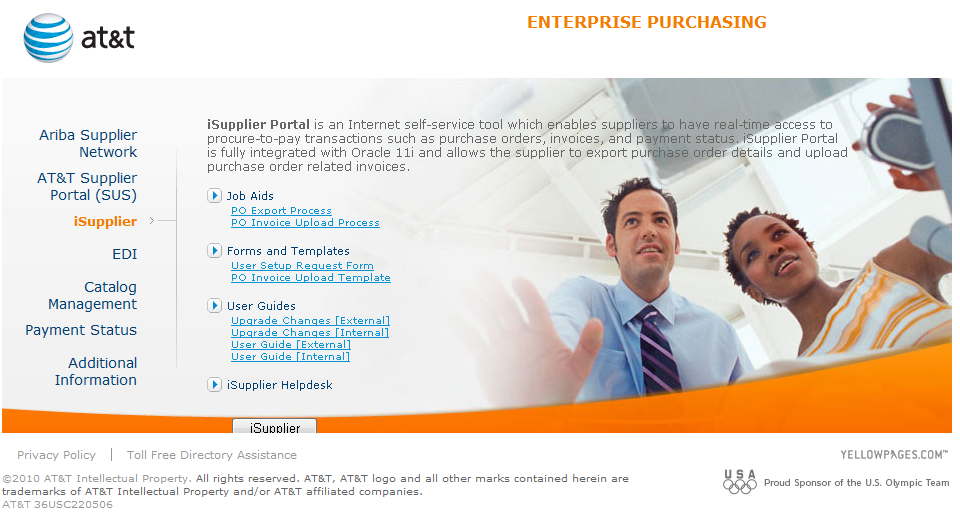 at&t
ENTERPRISE PURCHASING
Ariba Supplier
Network
AT&T Supplier
Portal (SUS)
iSupplier
EDI
Catalog
Management
Payment Status
Additional
Information
iSupplier Portal is an Internet self-service tool which enables suppliers to have real-time access to
procure-to-pay transactions such as purchase orders, invoices, and payment status. iSupplier Portal
is fully integrated with Oracle 11i and allows the supplier to export purchase order details and upload
purchase order related invoices.
Job Aids
PO Export Process
PO Invoice Upload Process
Forms and Templates
User Setup Request Form
PO Invoice Upload Template
User Guides
Upgrade Changes [External]
Upgrade Changes [Internal]
User Guide [External]
User Guide [Internal]
iSupplier Helpdesk
iSupplier
Privacy Policy | Toll Free Directory Assistance
YELLOWPAGES.COM™
©2010 AT&T Intellectual Property. All rights reserved. AT&T, AT&T logo and all other marks contained herein are
trademarks of AT&T Intellectual Property and/or AT&T affiliated companies.
AT&T 36USC220506
USA
Proud Sponsor of the U.S. Olympic Team